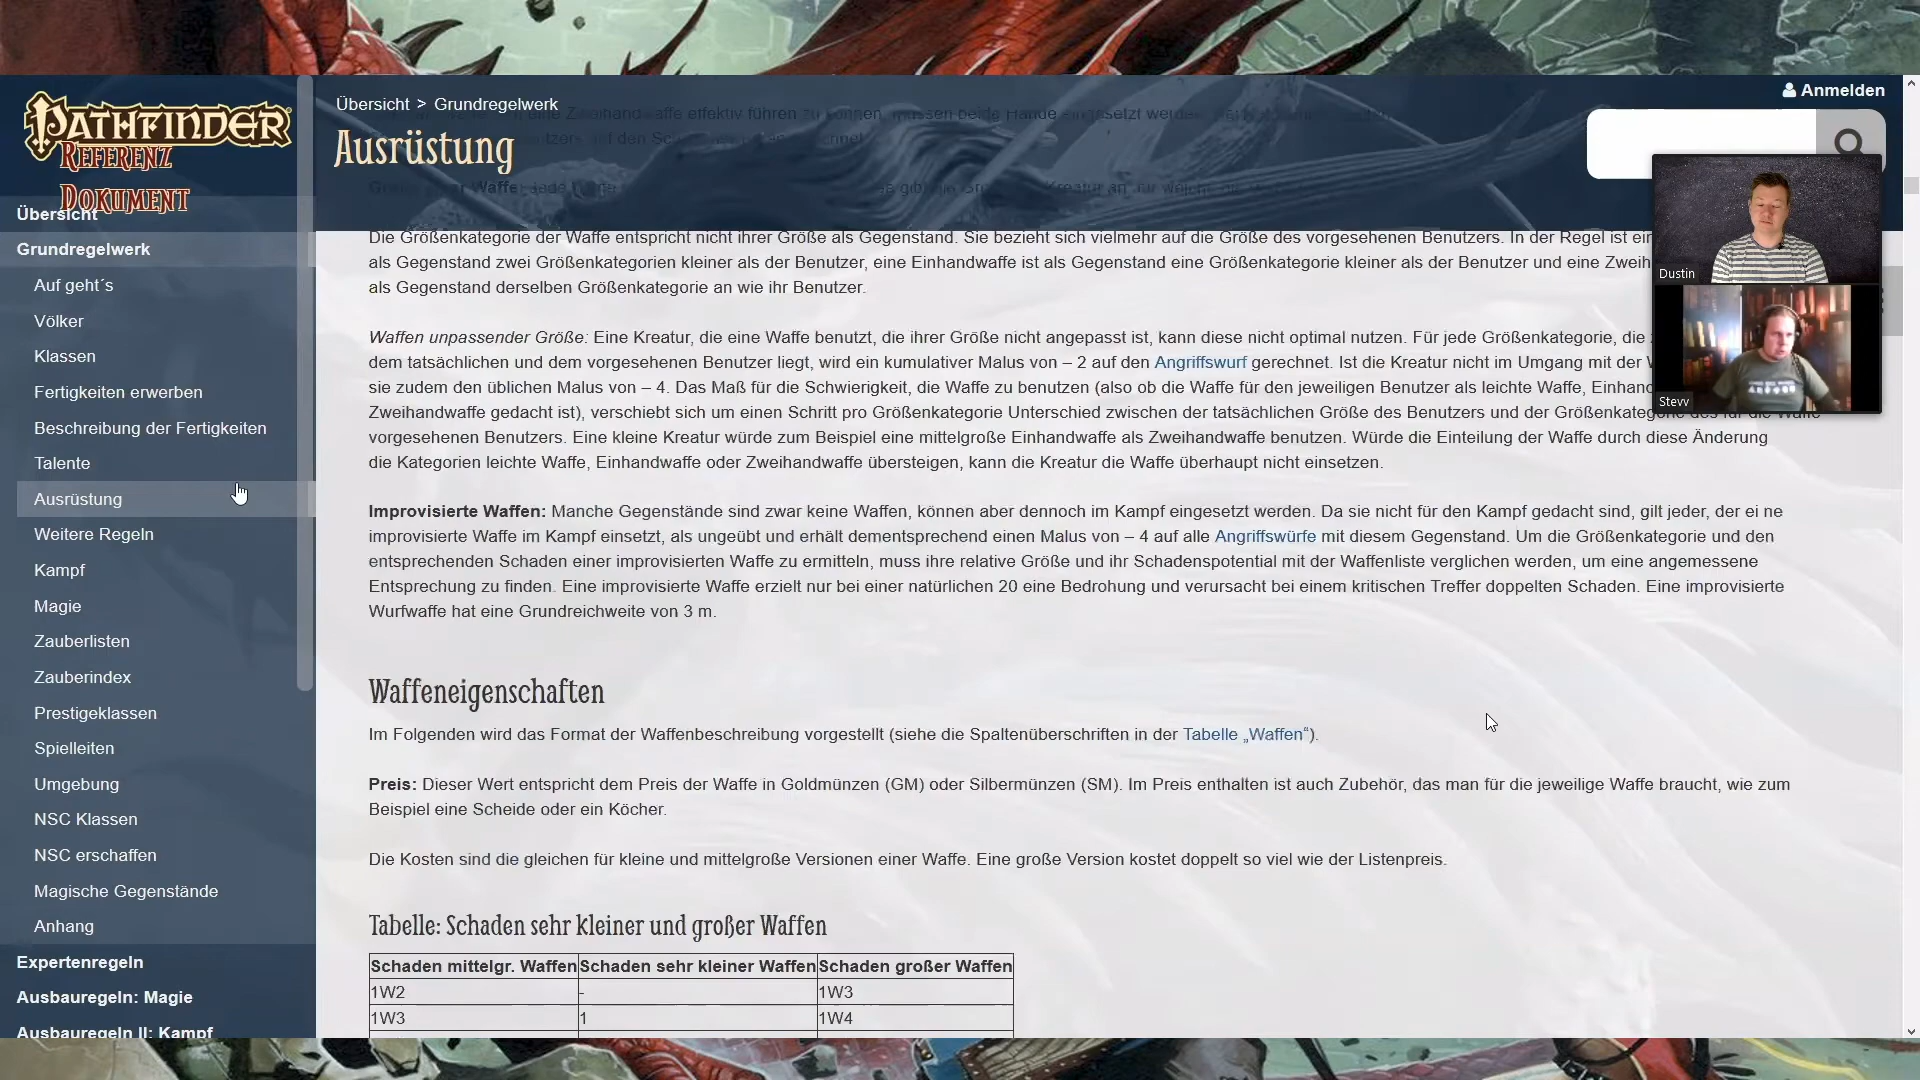 PATHFINDER
REFERENZ
DOKUMENT
Übersicht
Grundregelwerk
Auf geht´s
Völker
Klassen
Fertigkeiten erwerben
Beschreibung der Fertigkeiten
Talente
Ausrüstung
Weitere Regeln
Kampf
Magie
Zauberlisten
Zauberindex
Prestigeklassen
Spielleiten
Umgebung
NSC Klassen
NSC erschaffen
Magische Gegenstände
Anhang
Expertenregeln
Ausbauregeln: Magie
Ausbauregeln II: Kampf
Übersicht > Grundregelwerk
Ausrüstung
Anmelden
Dustin
Stevv
Die Größenkategorie der Waffe entspricht nicht ihrer Größe als Gegenstand. Sie bezieht sich vielmehr auf die Größe des vorgesehenen Benutzers. In der Regel ist
als Gegenstand zwei Größenkategorien kleiner als der Benutzer, eine Einhandwaffe ist als Gegenstand eine Größenkategorie kleiner als der Benutzer und eine
als Gegenstand derselben Größenkategorie an wie ihr Benutzer.
Waffen unpassender Größe: Eine Kreatur, die eine Waffe benutzt, die ihrer Größe nicht angepasst ist, kann diese nicht optimal nutzen. Für jede Größenkategorie, die
dem tatsächlichen und dem vorgesehenen Benutzer liegt, wird ein kumulativer Malus von – 2 auf den Angriffswurf gerechnet. Ist die Kreatur nicht im Umgang mit der
sie zudem den üblichen Malus von – 4. Das Maß für die Schwierigkeit, die Waffe zu benutzen (also ob die Waffe für den jeweiligen Benutzer als leichte Waffe,
Zweihandwaffe gedacht ist), verschiebt sich um einen Schritt pro Größenkategorie Unterschied zwischen der tatsächlichen Größe des Benutzers und der Größenkategorie des für die Waffe
vorgesehenen Benutzers. Eine kleine Kreatur würde zum Beispiel eine mittelgroße Einhandwaffe als Zweihandwaffe benutzen. Würde die Einteilung der Waffe durch diese Änderung
die Kategorien leichte Waffe, Einhandwaffe oder Zweihandwaffe übersteigen, kann die Kreatur die Waffe überhaupt nicht einsetzen.
Improvisierte Waffen: Manche Gegenstände sind zwar keine Waffen, können aber dennoch im Kampf eingesetzt werden. Da sie nicht für den Kampf gedacht sind, gilt jeder, der ei ne
improvisierte Waffe im Kampf einsetzt, als ungeübt und erhält dementsprechend einen Malus von – 4 auf alle Angriffswürfe mit diesem Gegenstand. Um die Größenkategorie und den
entsprechenden Schaden einer improvisierten Waffe zu ermitteln, muss ihre relative Größe und ihr Schadenspotential mit der Waffenliste verglichen werden, um eine angemessene
Entsprechung zu finden. Eine improvisierte Waffe erzielt nur bei einer natürlichen 20 eine Bedrohung und verursacht bei einem kritischen Treffer doppelten Schaden. Eine improvisierte
Wurfwaffe hat eine Grundreichweite von 3 m.
Waffeneigenschaften
Im Folgenden wird das Format der Waffenbeschreibung vorgestellt (siehe die Spaltenüberschriften in der Tabelle „Waffen“).
Preis: Dieser Wert entspricht dem Preis der Waffe in Goldmünzen (GM) oder Silbermünzen (SM). Im Preis enthalten ist auch Zubehör, das man für die jeweilige Waffe braucht, wie zum
Beispiel eine Scheide oder ein Köcher.
Die Kosten sind die gleichen für kleine und mittelgroße Versionen einer Waffe. Eine große Version kostet doppelt so viel wie der Listenpreis.
Tabelle: Schaden sehr kleiner und großer Waffen
Schaden mittelgr. Waffen Schaden sehr kleiner Waffen Schaden großer Waffen
1W2 - 1W3
1W3 1 1W4